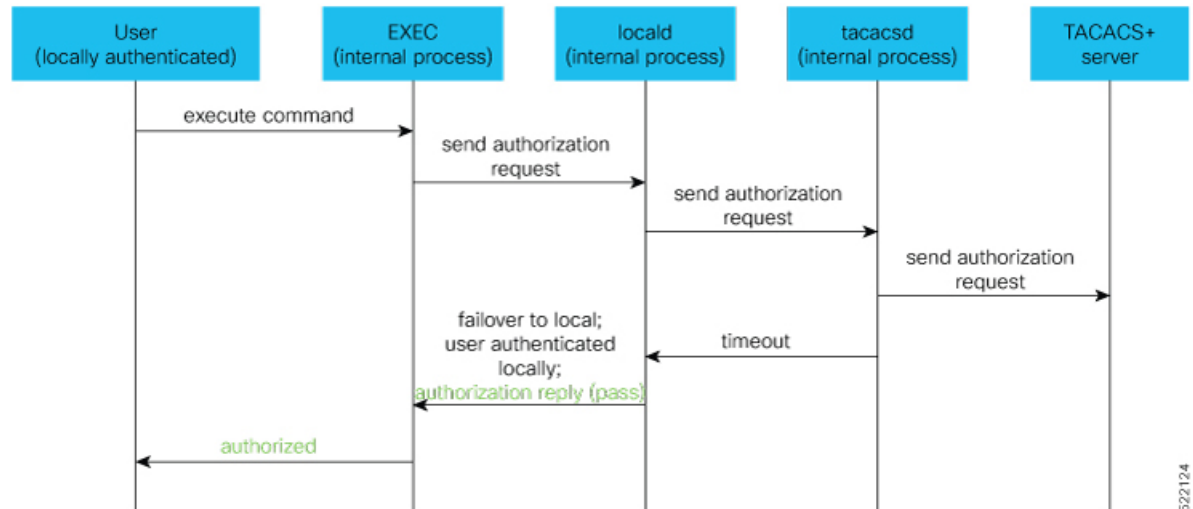 User
(locally authenticated)
EXEC
(internal process)
locald
(internal process)
tacacsd
(internal process)
TACACS+
server
execute command
send authorization
request
send authorization
request
send authorization
request
timeout
failover to local;
user authenticated
locally;
authorization reply (pass)
authorized
522124